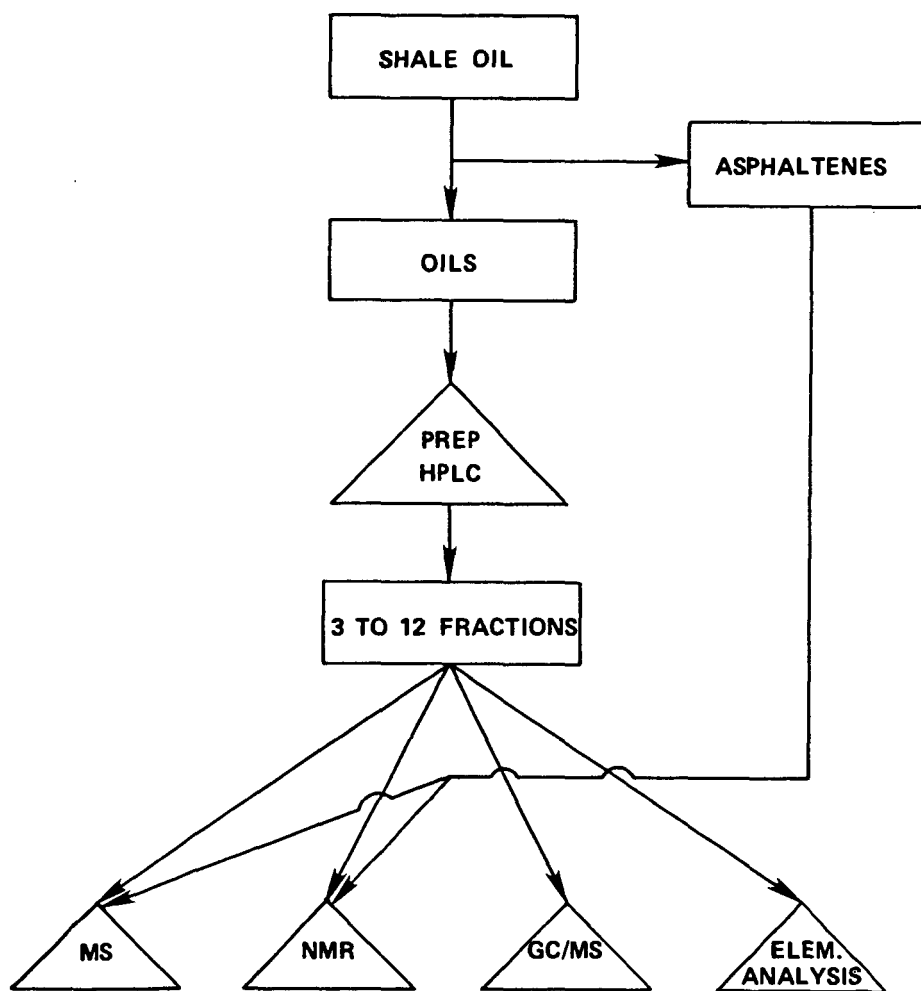 SHALE OIL
ASPHALTENES
OILS
PREP
HPLC
3 TO 12 FRACTIONS
MS
NMR
GC/MS
ELEM.
ANALYSIS